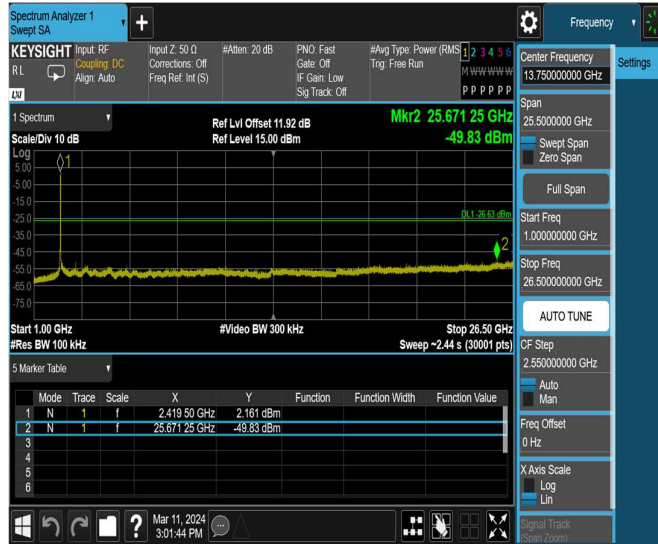 Spectrum Analyzer 1
Swept SA
+
Frequency
KEYSIGHT
R L
LXI
Input: RF
Coupling: DC
Align: Auto
Input Z: 50 Ω
Corrections: Off
Freq Ref: Int (S)
#Atten: 20 dB
PNO: Fast
Gate: Off
IF Gain: Low
Sig Track: Off
#Avg Type: Power (RMS
Trig: Free Run
1 2 3 4 5 6
M W W W W W
P P P P P P
Center Frequency
13.750000000 GHz
Settings
Span
25.5000000 GHz
Swept Span
Zero Span
Full Span
Start Freq
1.000000000 GHz
Stop Freq
26.500000000 GHz
AUTO TUNE
CF Step
2.550000000 GHz
Auto
Man
Freq Offset
0 Hz
X Axis Scale
Log
Lin
Signal Track
(Span Zoom)
1 Spectrum
Scale/Div 10 dB
Ref Lvl Offset 11.92 dB
Ref Level 15.00 dBm
Mkr2 25.671 25 GHz
-49.83 dBm
Log
5.00
-5.00
-15.0
-25.0
-35.0
-45.0
-55.0
-65.0
-75.0
1
DL1 -26.63 dBm
2
Start 1.00 GHz
#Video BW 300 kHz
Stop 26.50 GHz
#Res BW 100 kHz
Sweep ~2.44 s (30001 pts)
5 Marker Table
Mode Trace Scale X Y Function Function Width Function Value
1 N 1 f 2.419 50 GHz 2.161 dBm
2 N 1 f 25.671 25 GHz -49.83 dBm
3
4
5
6
?
Mar 11, 2024
3:01:44 PM